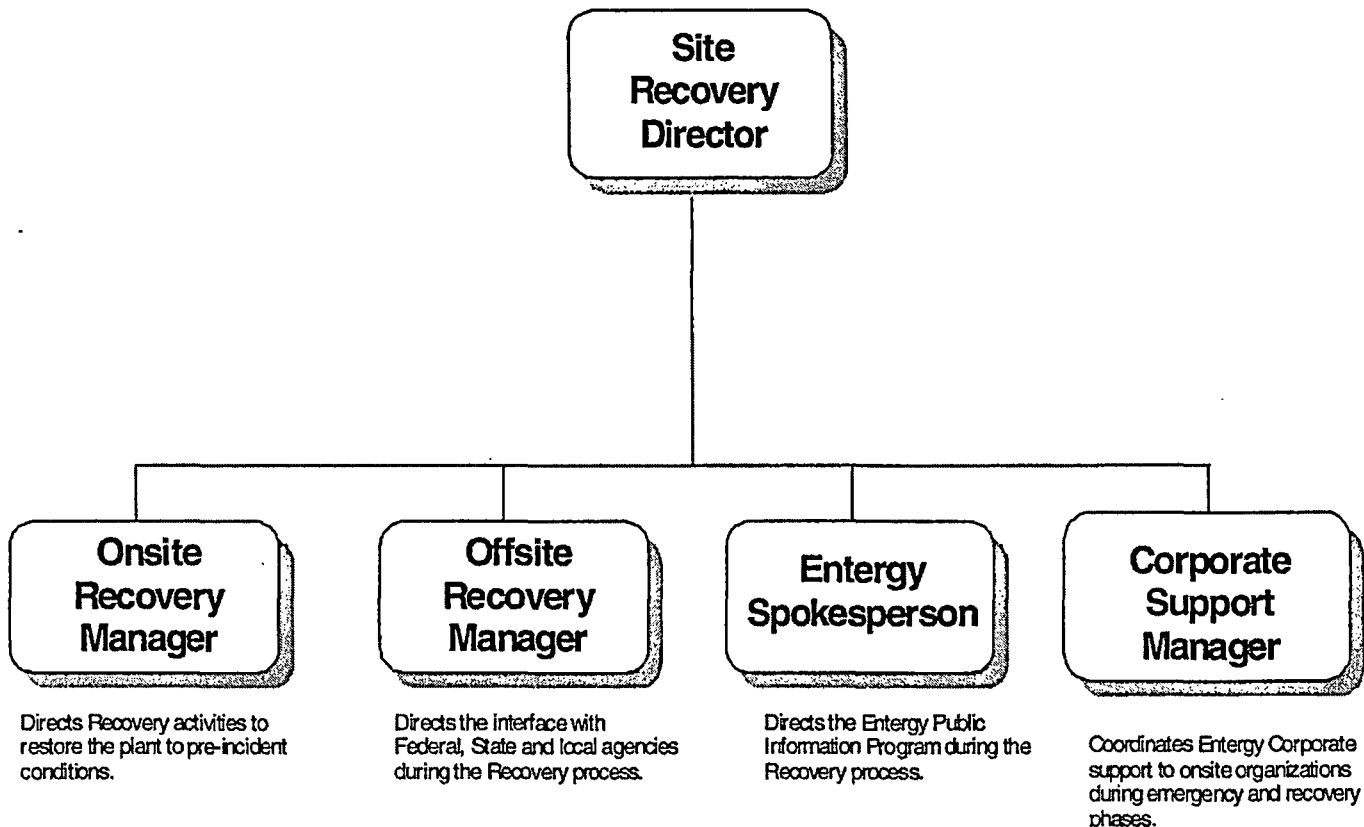 Site
Recovery
Director
Onsite
Recovery
Manager
Directs Recovery activities to
restore the plant to pre-incident
conditions.
Offsite
Recovery
Manager
Directs the Interface with
Federal, State and local agencies
during the Recovery process.
Entergy
Spokesperson
Directs the Entergy Public
Information Program during the
Recovery process.
Corporate
Support
Manager
Coordinates Entergy Corporate
support to onsite organizations
during emergency and recovery
phases.